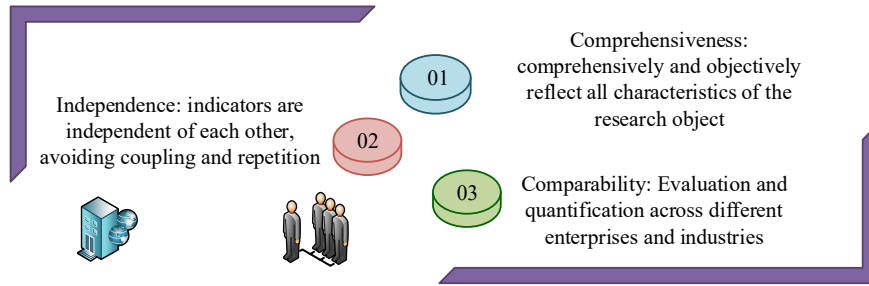 01
Comprehensiveness:
comprehensively and objectively
reflect all characteristics of the
research object
Independence: indicators are
independent of each other,
avoiding coupling and repetition
02
03
Comparability: Evaluation and
quantification across different
enterprises and industries